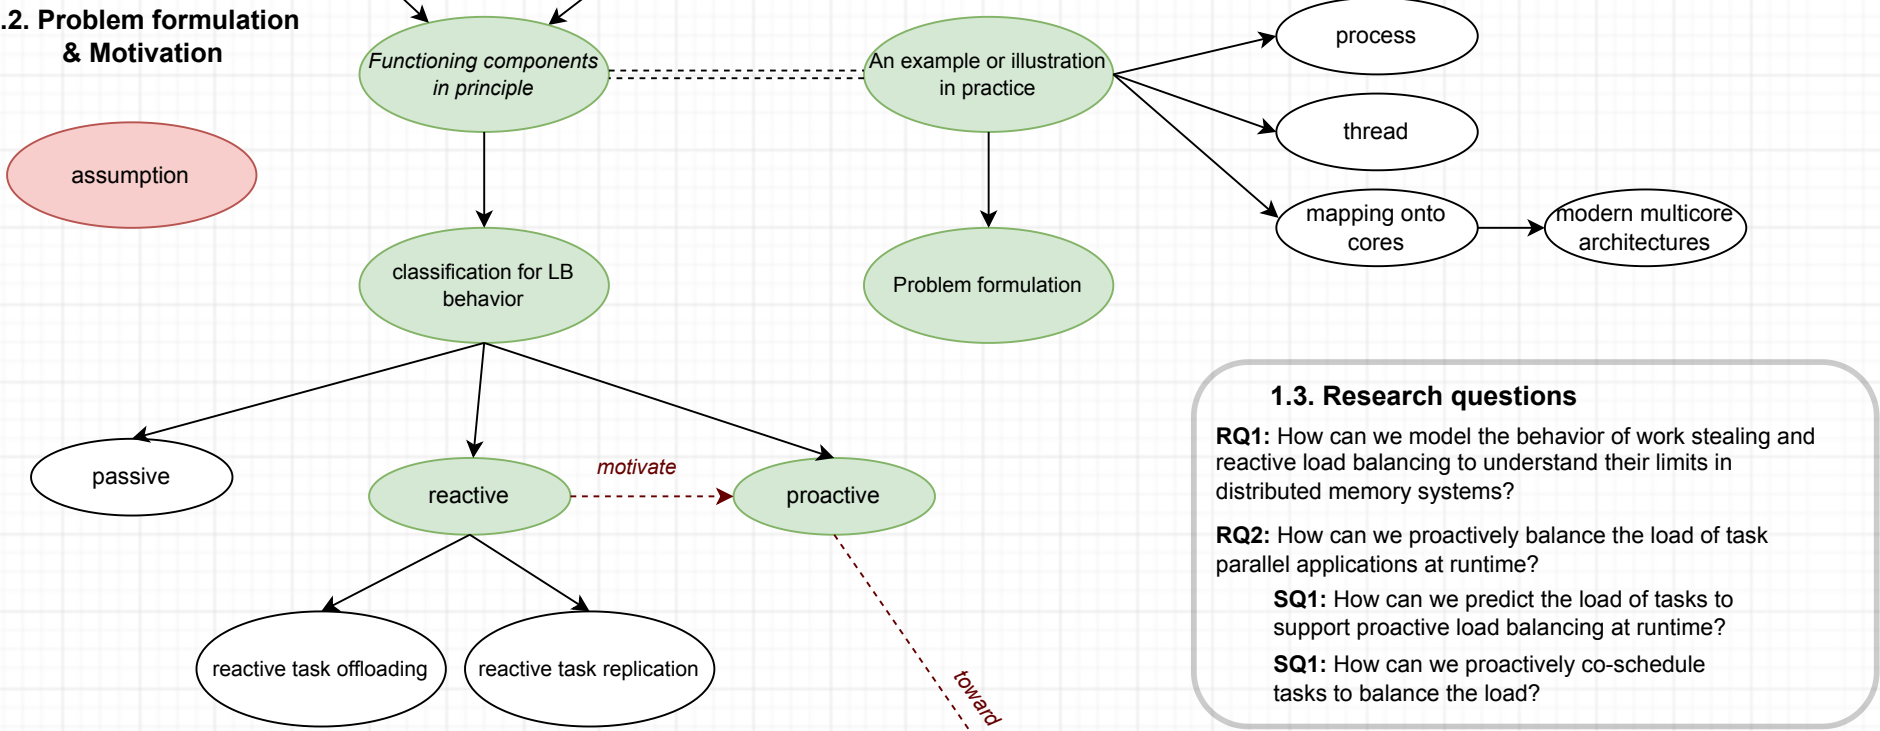 .2. Problem formulation
& Motivation
Functioning components
in principle
An example or illustration
in practice
process
thread
assumption
mapping onto
cores
modern multicore
architectures
classification for LB
behavior
Problem formulation
passive
reactive
motivate
proactive
reactive task offloading
reactive task replication
toward
1.3. Research questions
RQ1: How can we model the behavior of work stealing and
reactive load balancing to understand their limits in
distributed memory systems?
RQ2: How can we proactively balance the load of task
parallel applications at runtime?
SQ1: How can we predict the load of tasks to
support proactive load balancing at runtime?
SQ1: How can we proactively co-schedule
tasks to balance the load?